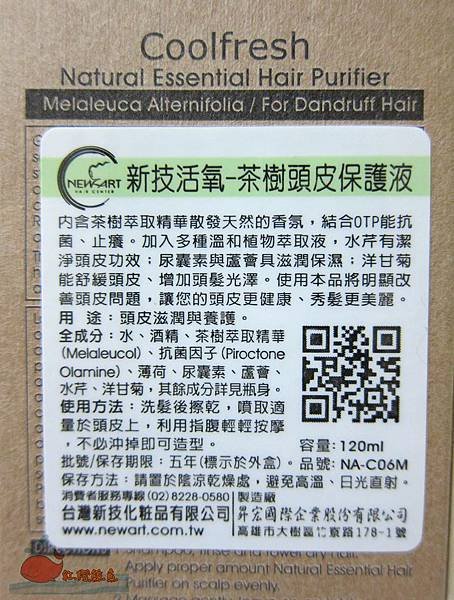 Coolfresh
Natural Essential Hair Purifier
Melaleuca Alternifolia / For Dandruff Hair
NEW ART
HAIR CENTER
新技活氧-茶樹頭皮保護液
內含茶樹萃取精華散發天然的香氛，結合OTP能抗
菌、止癢。加入多種溫和植物萃取液，水芹有潔
淨頭皮功效；尿囊素與蘆薈具滋潤保濕；洋甘菊
能舒緩頭皮、增加頭髮光澤。使用本品將明顯改
善頭皮問題，讓您的頭皮更健康、秀髮更美麗。
用 途：頭皮滋潤與養護。
全成分：水、酒精、茶樹萃取精華
(Melaleucol)、抗菌因子(Piroctone
Olamine)、薄荷、尿囊素、蘆薈、
水芹、洋甘菊，其餘成分詳見瓶身。
使用方法：洗髮後擦乾，噴取適
量於頭皮上，利用指腹輕輕按摩
，不必沖掉即可造型。
容量：120ml
批號/保存期限：五年(標示於外盒)。品號：NA-C06M
保存方法：請置於陰涼乾燥處，避免高溫、日光直射。
消費者服務專線(02) 8228-0580
台灣新技化粧品有限公司
www.newart.com.tw
製造廠
昇宏國際企業股份有限公司
高雄市大樹區竹寮路178-1號
Directions
Shampoo, rinse and towel dry hair.
Apply proper amount Natural Essential Hair
Purifier on scalp evenly.